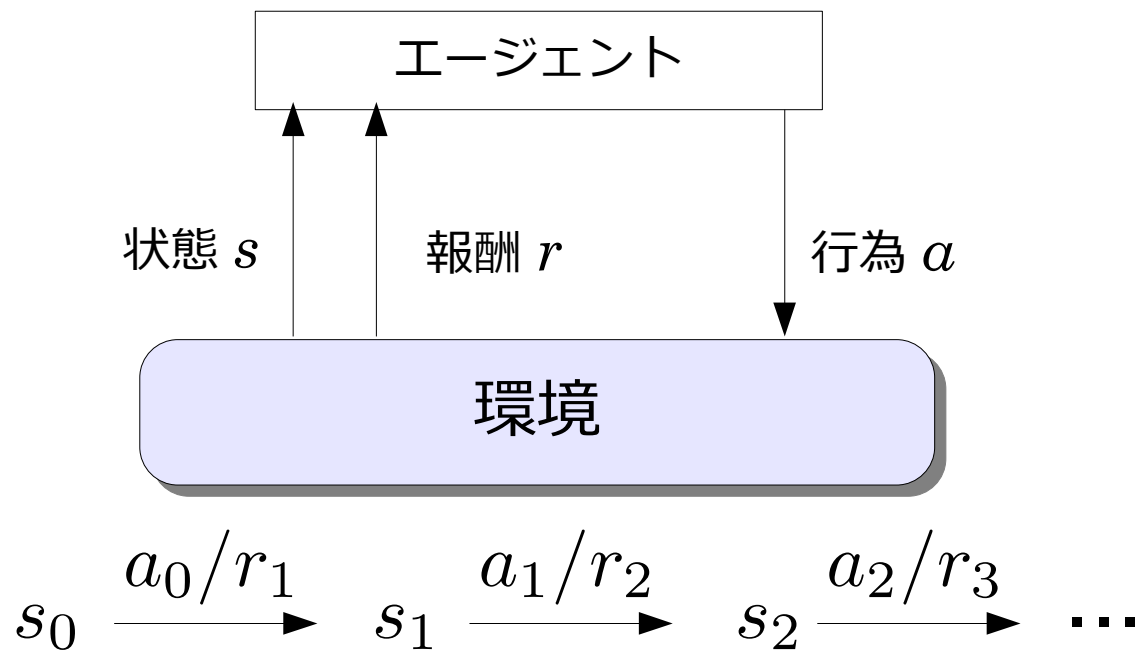 エージェント
状態 s 報酬 r 行為 a
環境
a₀/r₁ a₁/r₂ a₂/r₃
s₀ s₁ s₂ ⋯